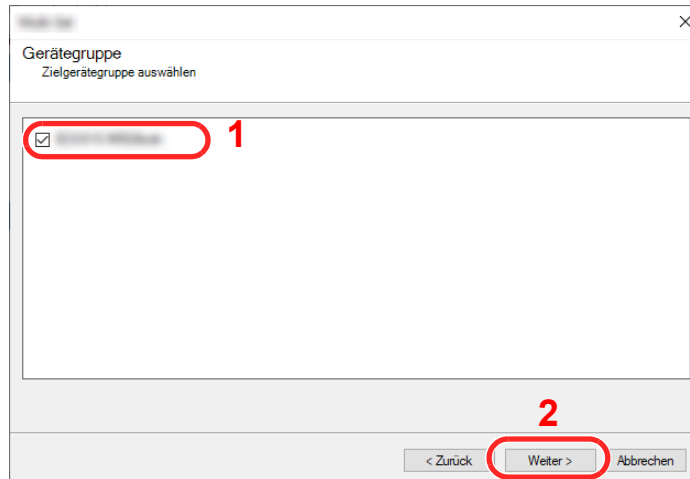 Gerätegruppe
Zielgerätegruppe auswählen
1
2
< Zurück
Weiter >
Abbrechen